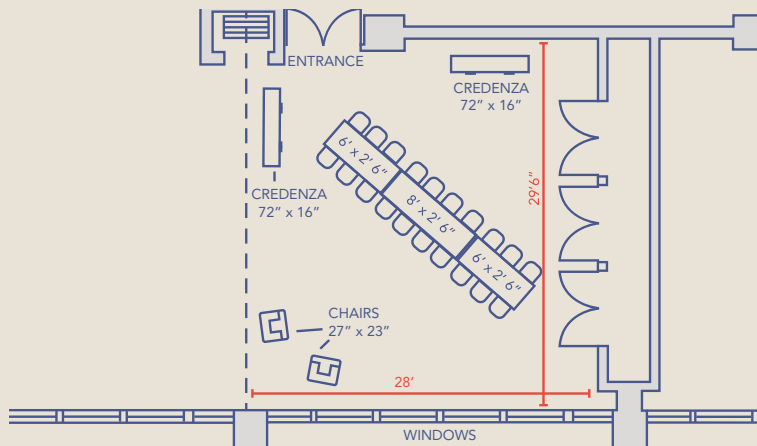 ENTRANCE
CREDENZA
72” x 16”
6’ x 2’ 6”
8’ x 2’ 6”
6’ x 2’ 6”
29’6”
CREDENZA
72” x 16”
CHAIRS
27” x 23”
28’
WINDOWS